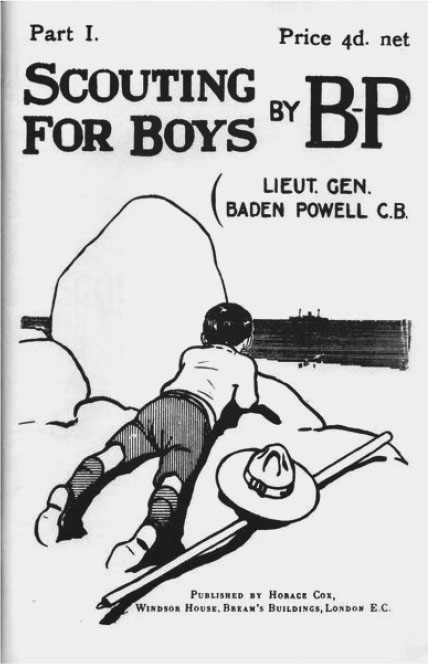 Part I.
Price 4d. net
SCOUTING
FOR BOYS
BY B-P
LIEUT. GEN.
BADEN POWELL C.B.
PUBLISHED BY HORACE COX,
WINDSOR HOUSE, BREAM'S BUILDINGS, LONDON E.C.